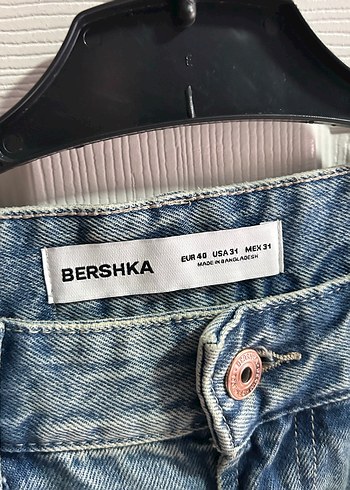 BERSHKA
EUR 40 USA 31 MEX 31
MADE IN BANGLADESH